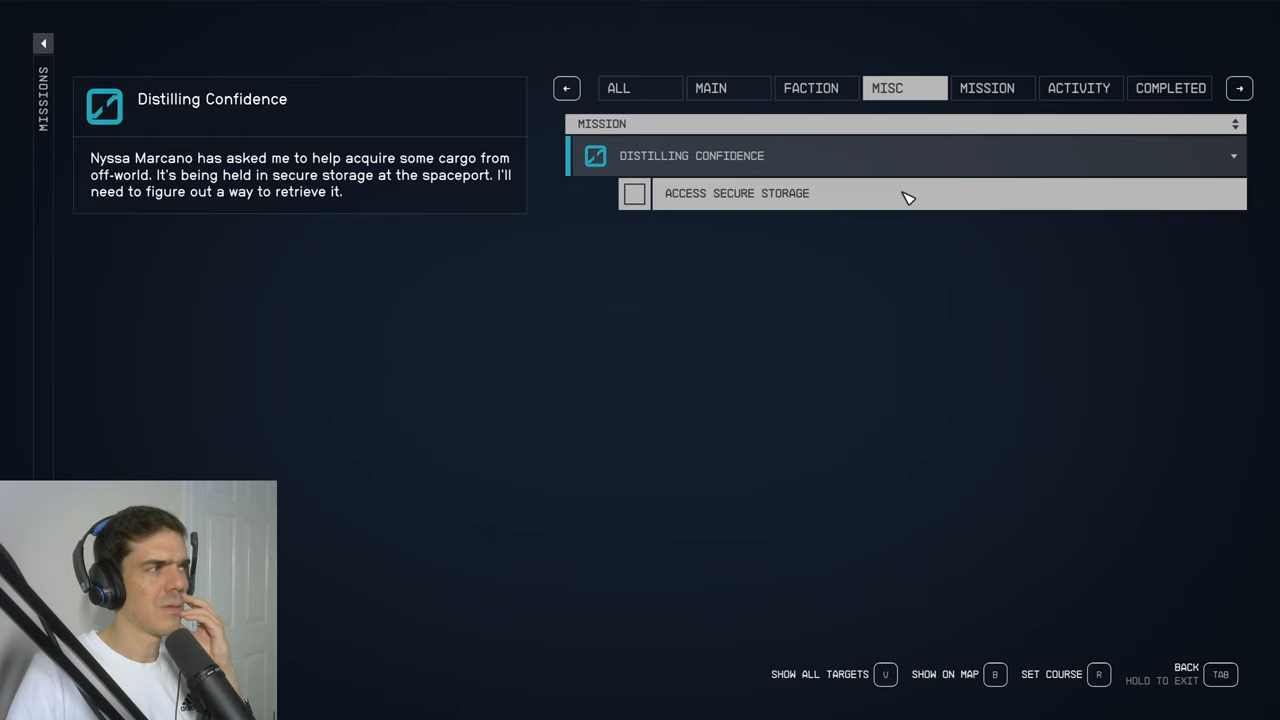 MISSIONS
Distilling Confidence
Nyssa Marcano has asked me to help acquire some cargo from
off-world. It's being held in secure storage at the spaceport. I'll
need to figure out a way to retrieve it.
ALL MAIN FACTION MISC MISSION ACTIVITY COMPLETED
MISSION
DISTILLING CONFIDENCE
ACCESS SECURE STORAGE
SHOW ALL TARGETS V SHOW ON MAP B SET COURSE R BACK TAB
HOLD TO EXIT